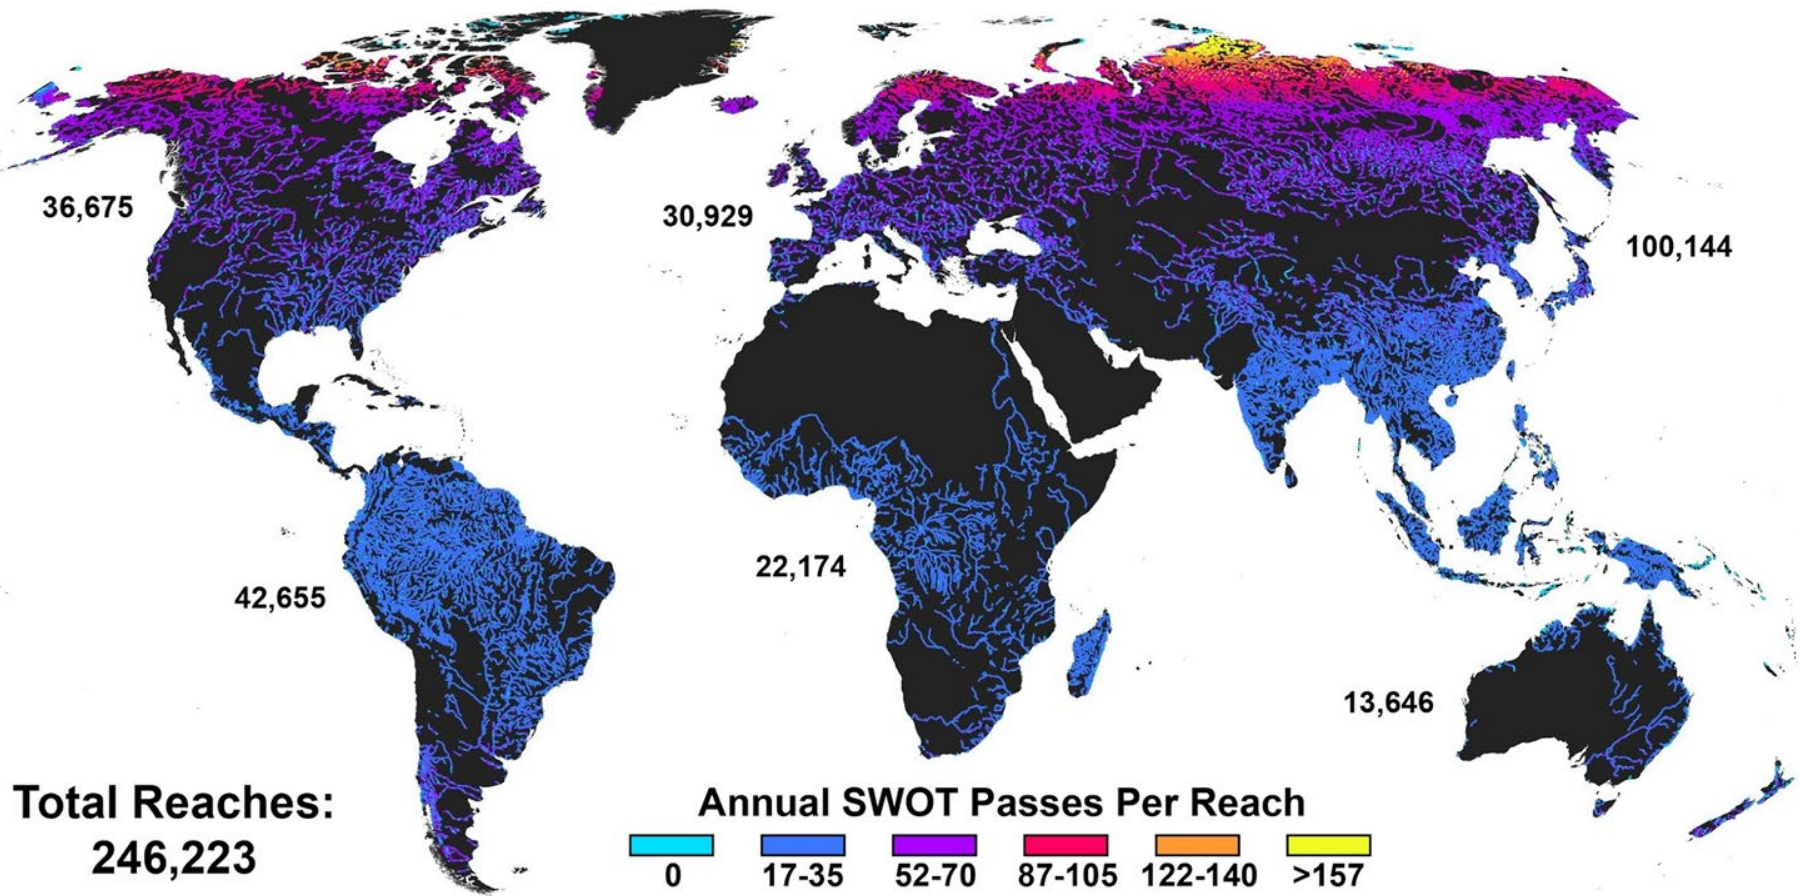 36,675
30,929
100,144
42,655
22,174
13,646
Total Reaches:
246,223
Annual SWOT Passes Per Reach
0 17-35 52-70 87-105 122-140 >157